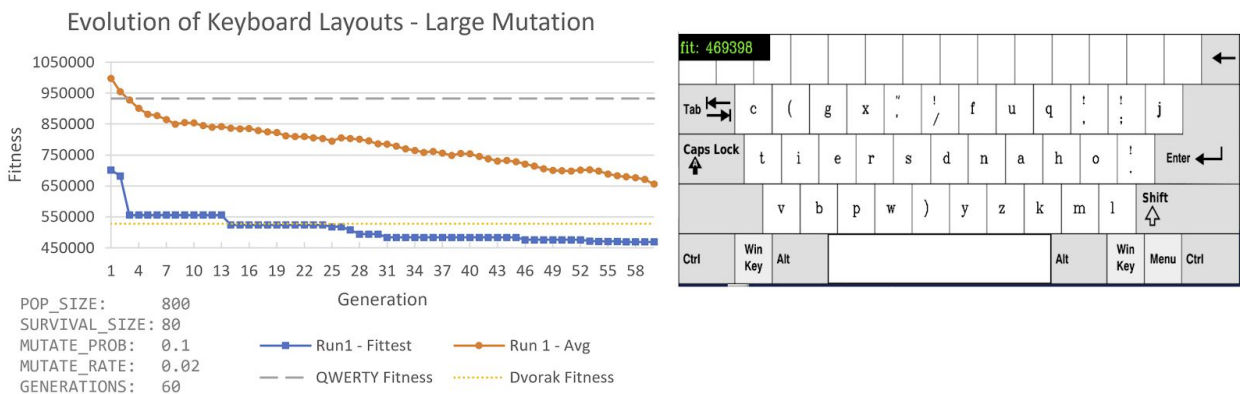 Evolution of Keyboard Layouts - Large Mutation
1050000
950000
850000
750000
650000
550000
450000
Fitness
1 4 7 10 13 16 19 22 25 28 31 34 37 40 43 46 49 52 55 58
Generation
POP_SIZE: 800
SURVIVAL_SIZE: 80
MUTATE_PROB: 0.1
MUTATE_RATE: 0.02
GENERATIONS: 60
Run1 - Fittest
Run 1 - Avg
QWERTY Fitness
Dvorak Fitness
fit: 469398
Tab c ( g x " ' ! / f u q ! , ! ; j
Caps Lock t i e r s d n a h o ! . Enter
A
v b p w ) y z k m l Shift
Ctrl Win Key Alt Alt Win Key Menu Ctrl